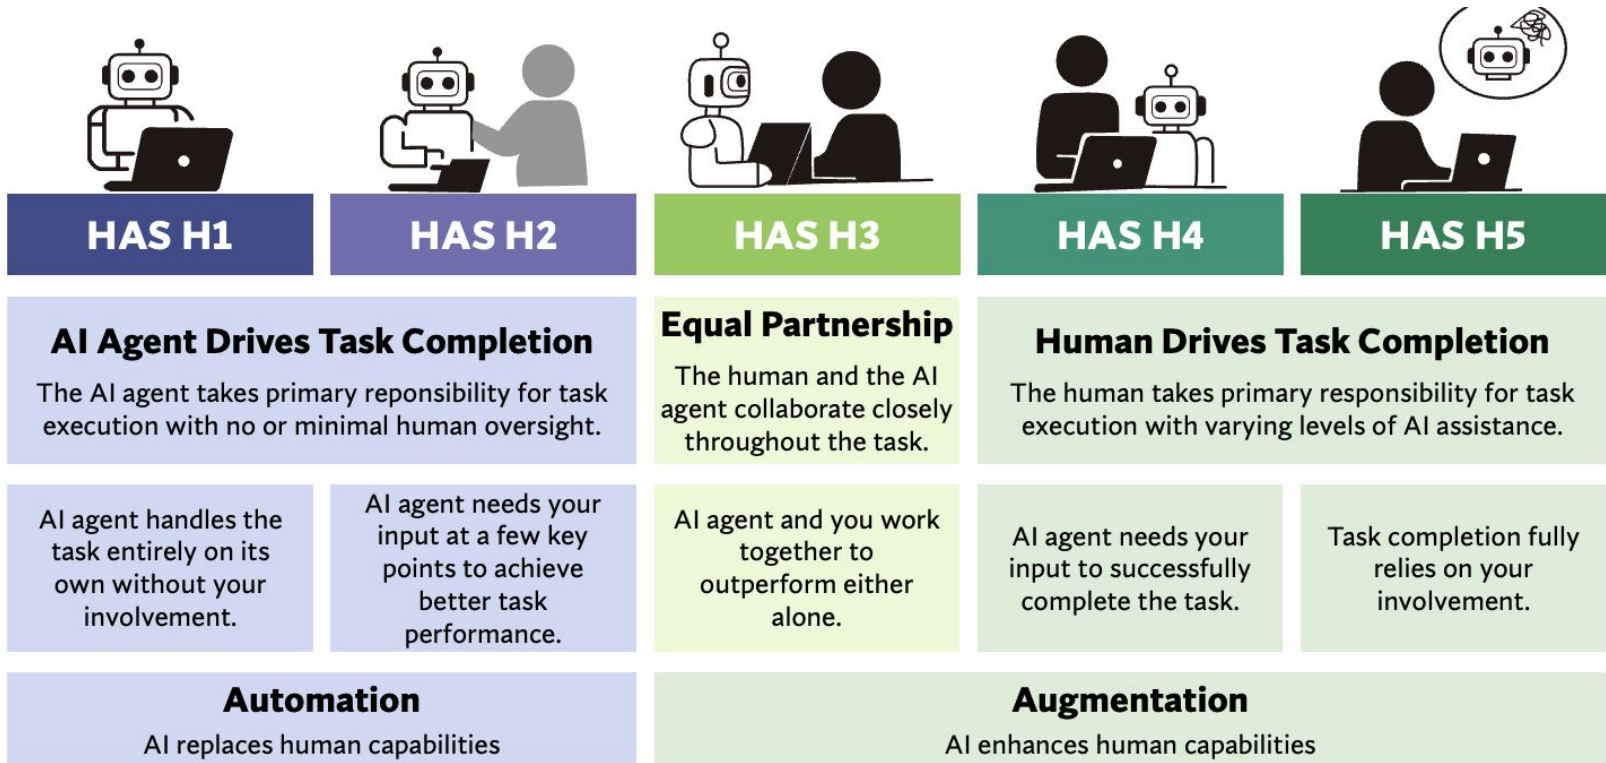 HAS H1
HAS H2
HAS H3
HAS H4
HAS H5
AI Agent Drives Task Completion
The AI agent takes primary reponsibility for task
execution with no or minimal human oversight.
Equal Partnership
The human and the AI
agent collaborate closely
throughout the task.
Human Drives Task Completion
The human takes primary responsibility for task
execution with varying levels of AI assistance.
AI agent handles the
task entirely on its
own without your
involvement.
AI agent needs your
input at a few key
points to achieve
better task
performance.
AI agent and you work
together to
outperform either
alone.
AI agent needs your
input to successfully
complete the task.
Task completion fully
relies on your
involvement.
Automation
AI replaces human capabilities
Augmentation
AI enhances human capabilities